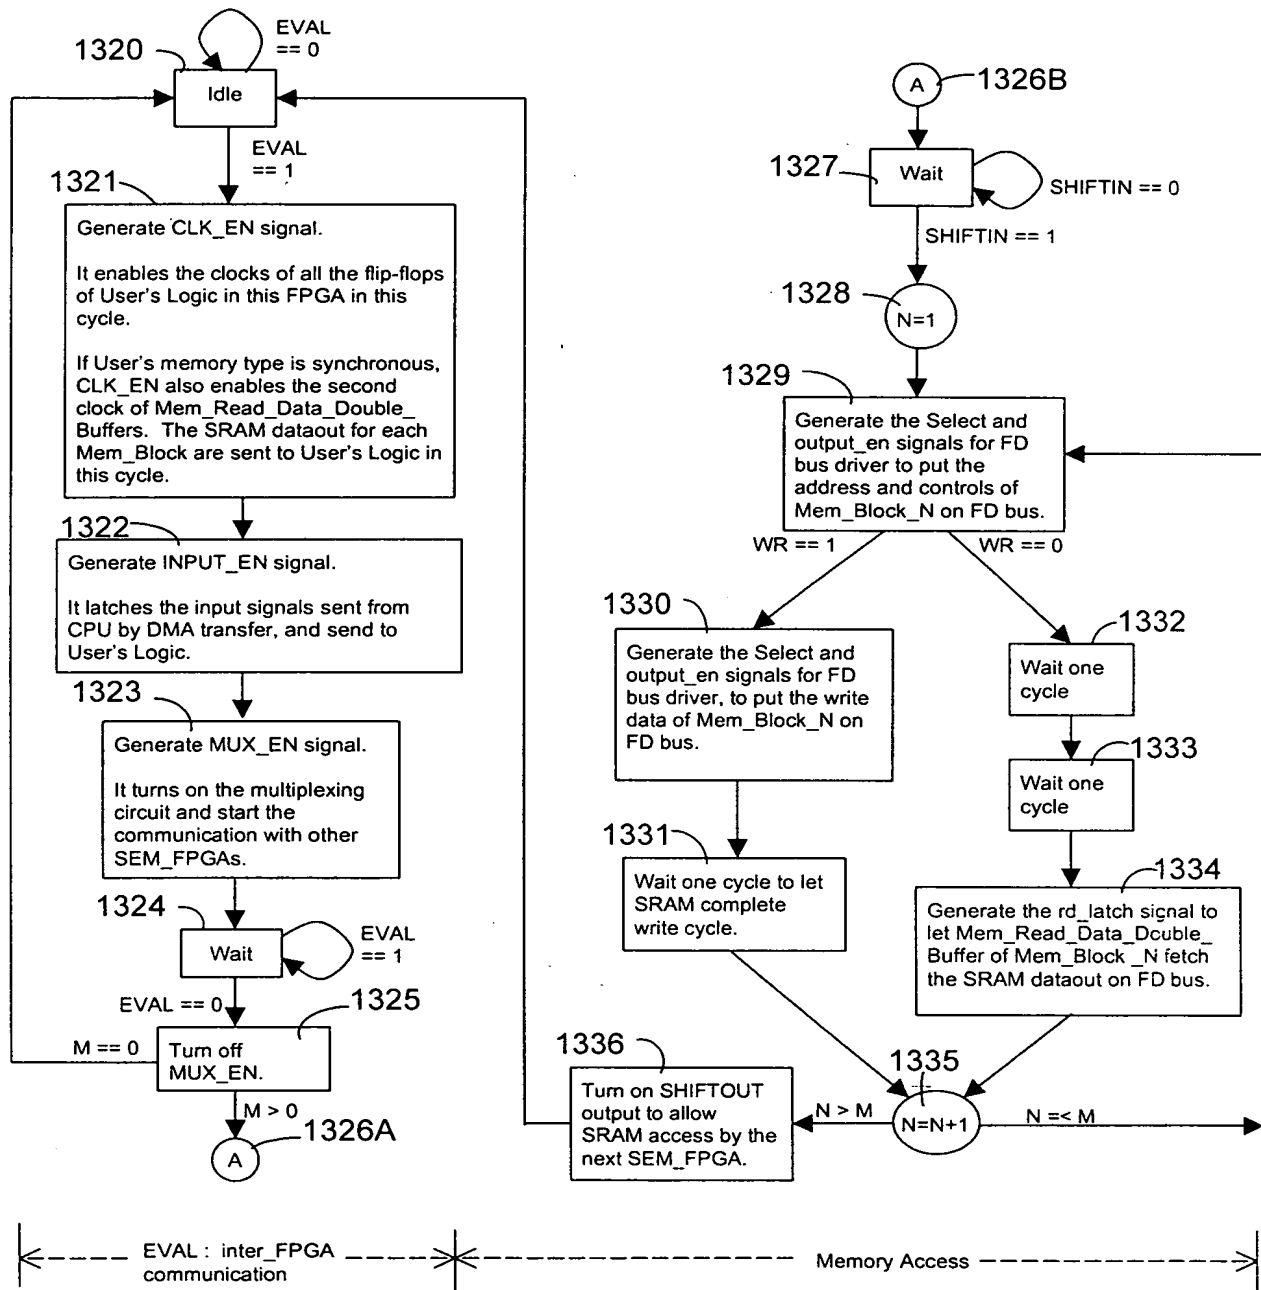 EVAL
== 0
1320
Idle
EVAL
== 1
1321
Generate CLK_EN signal.
It enables the clocks of all the flip-flops
of User's Logic in this FPGA in this
cycle.
If User's memory type is synchronous,
CLK_EN also enables the second
clock of Mem_Read_Data_Double_
Buffers. The SRAM dataout for each
Mem_Block are sent to User's Logic in
this cycle.
1322
Generate INPUT_EN signal.
It latches the input signals sent from
CPU by DMA transfer, and send to
User's Logic.
1323
Generate MUX_EN signal.
It turns on the multiplexing
circuit and start the
communication with other
SEM_FPGAs.
1324
Wait
EVAL
== 1
EVAL == 0
1325
M == 0
Turn off
MUX_EN.
M > 0
1326A
A
A
1326B
1327
Wait
SHIFTIN == 0
SHIFTIN == 1
1328
N=1
1329
Generate the Select and
output_en signals for FD
bus driver to put the
address and controls of
Mem_Block_N on FD bus.
WR == 1
WR == 0
1330
Generate the Select and
output_en signals for FD
bus driver, to put the write
data of Mem_Block_N on
FD bus.
1331
Wait one cycle to let
SRAM complete
write cycle.
1332
Wait one
cycle
1333
Wait one
cycle
1334
Generate the rd_latch signal to
let Mem_Read_Data_Double_
Buffer of Mem_Block _N fetch
the SRAM dataout on FD bus.
1335
N=N+1
N > M
N =< M
1336
Turn on SHIFTOUT
output to allow
SRAM access by the
next SEM_FPGA.
EVAL : inter_FPGA
communication
Memory Access